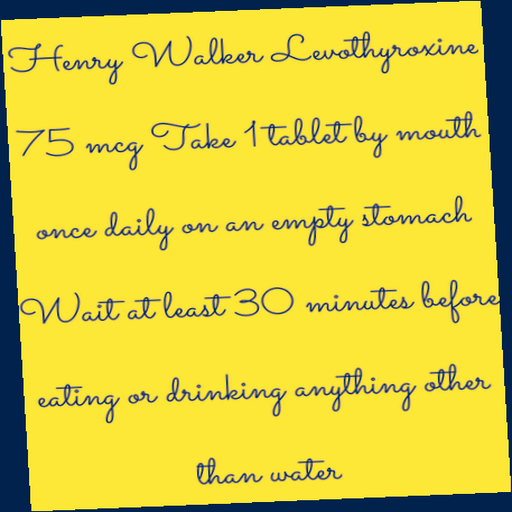 Henry Walker Levothyroxine
75 mcg Take 1 tablet by mouth
once daily on an empty stomach
Wait at least 30 minutes before
eating or drinking anything other
than water